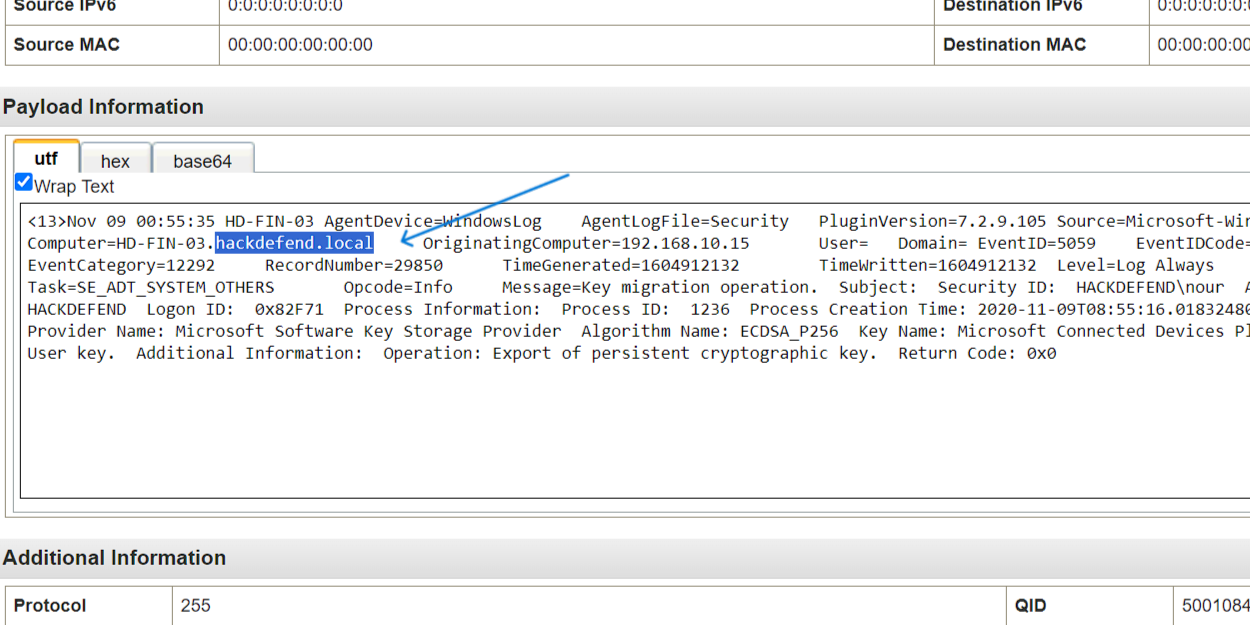 Source IPv6 0:0:0:0:0:0:0:0 Destination IPv6 0:0:0:0:0:
Source MAC 00:00:00:00:00:00 Destination MAC 00:00:00:00
Payload Information
utf hex base64
Wrap Text
<13>Nov 09 00:55:35 HD-FIN-03 AgentDevice=WindowsLog AgentLogFile=Security PluginVersion=7.2.9.105 Source=Microsoft-Wi
Computer=HD-FIN-03.hackdefend.local OriginatingComputer=192.168.10.15 User= Domain= EventID=5059 EventIDCode=
EventCategory=12292 RecordNumber=29850 TimeGenerated=1604912132 TimeWritten=1604912132 Level=Log Always
Task=SE_ADT_SYSTEM_OTHERS Opcode=Info Message=Key migration operation. Subject: Security ID: HACKDEFEND\nour
HACKDEFEND Logon ID: 0x82F71 Process Information: Process ID: 1236 Process Creation Time: 2020-11-09T08:55:16.0183248
Provider Name: Microsoft Software Key Storage Provider Algorithm Name: ECDSA_P256 Key Name: Microsoft Connected Devices Pl
User key. Additional Information: Operation: Export of persistent cryptographic key. Return Code: 0x0
Additional Information
Protocol 255 QID 5001084